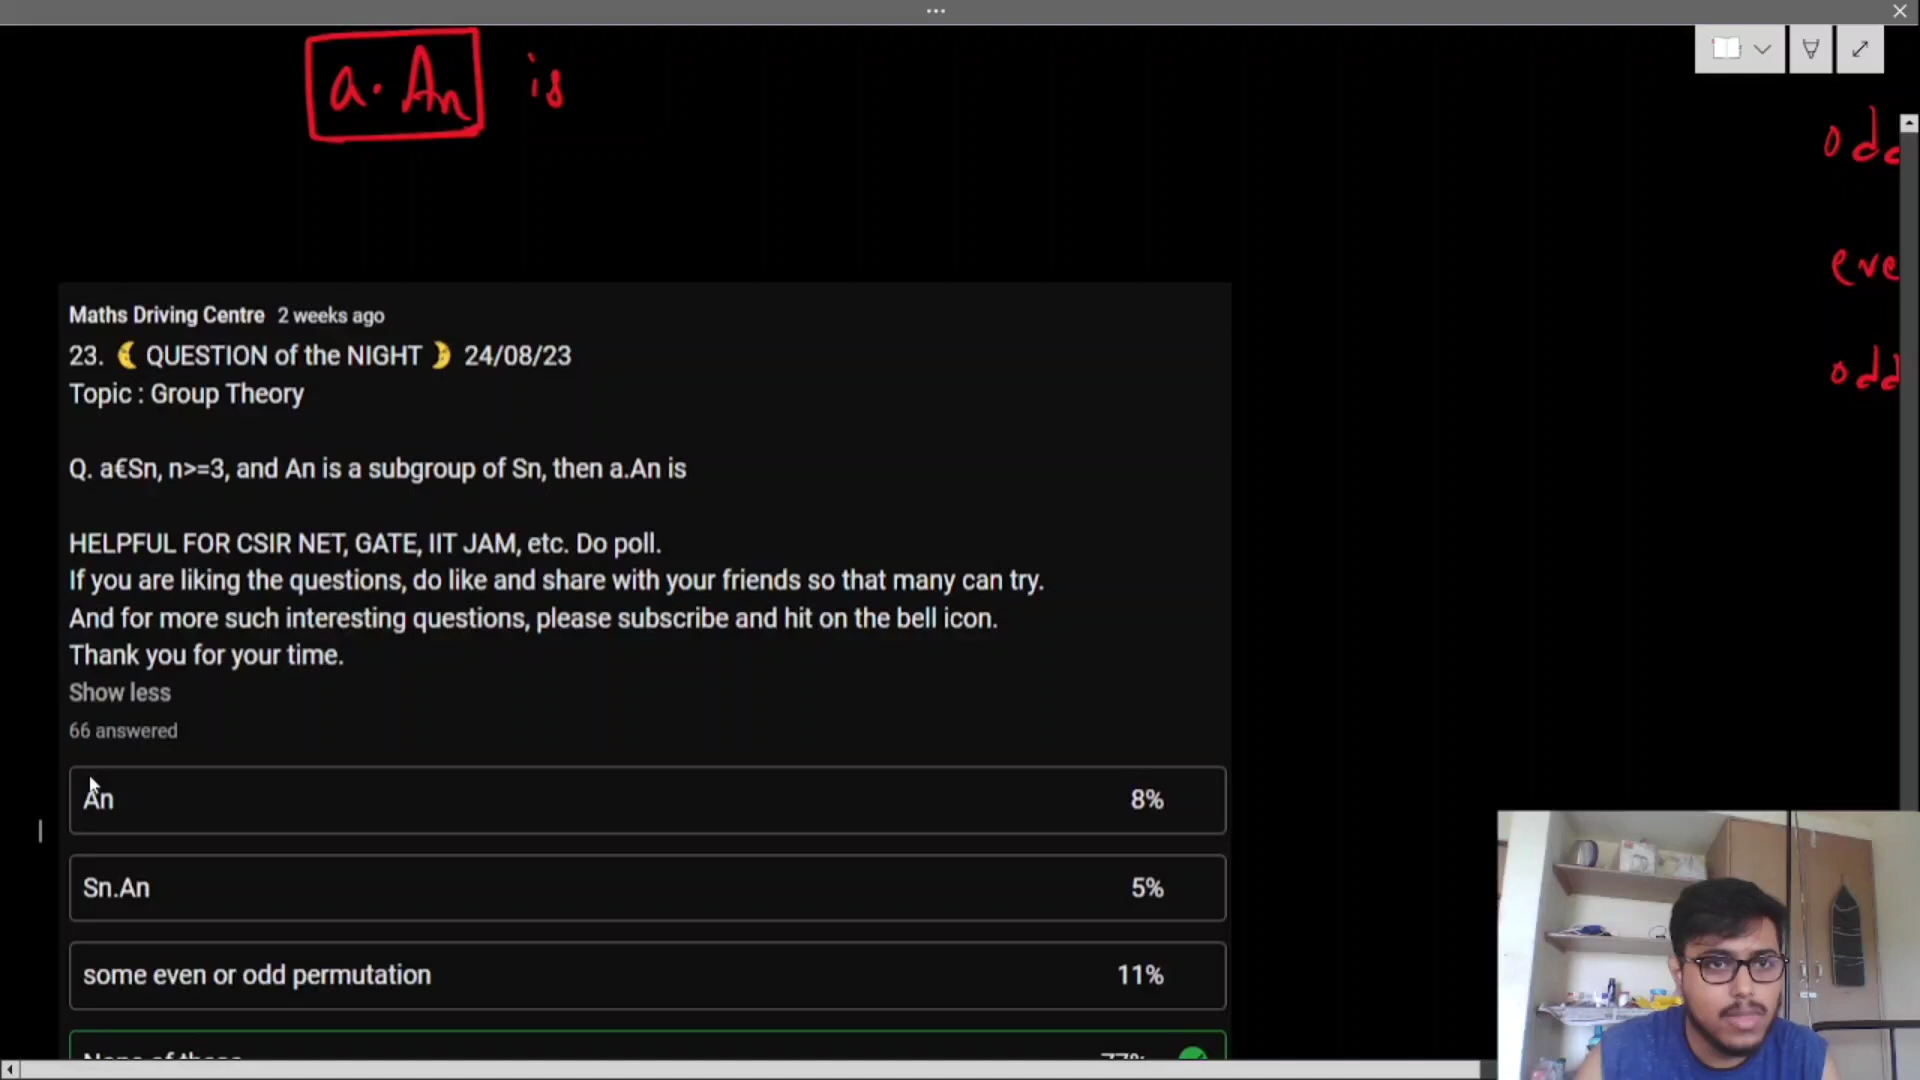 a. An is
odd
eve
odd
Maths Driving Centre 2 weeks ago
23. 🌜 QUESTION of the NIGHT 🌛 24/08/23
Topic : Group Theory
Q. a€Sn, n>=3, and An is a subgroup of Sn, then a.An is
HELPFUL FOR CSIR NET, GATE, IIT JAM, etc. Do poll.
If you are liking the questions, do like and share with your friends so that many can try.
And for more such interesting questions, please subscribe and hit on the bell icon.
Thank you for your time.
Show less
66 answered
An 8%
Sn.An 5%
some even or odd permutation 11%
None of these 77%